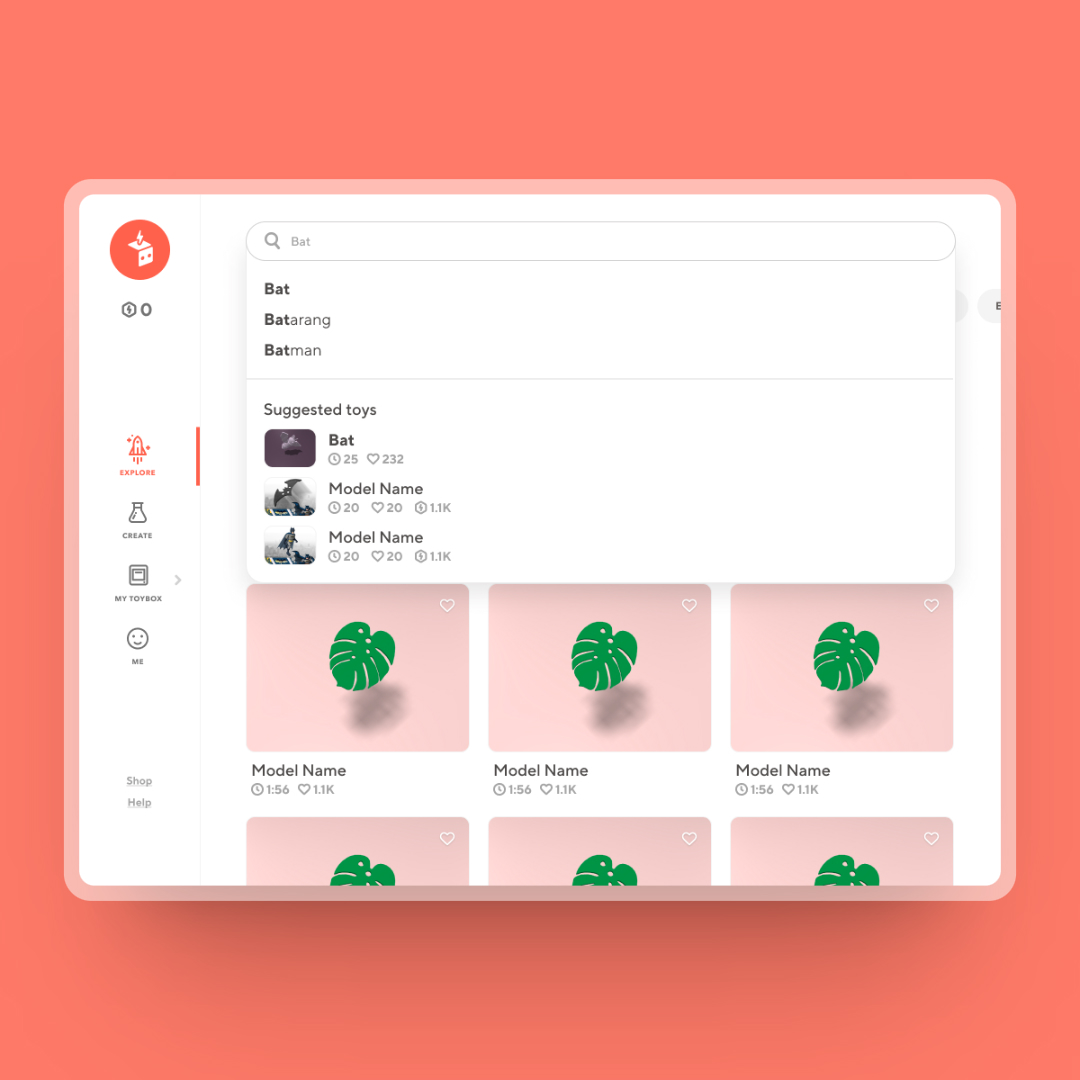 0
EXPLORE
CREATE
MY TOYBOX
ME
Shop
Help
Bat
Bat
Batarang
Batman
E
Suggested toys
Bat
25 232
Model Name
20 20 1.1K
Model Name
20 20 1.1K
Model Name Model Name Model Name
1:56 1.1K 1:56 1.1K 1:56 1.1K